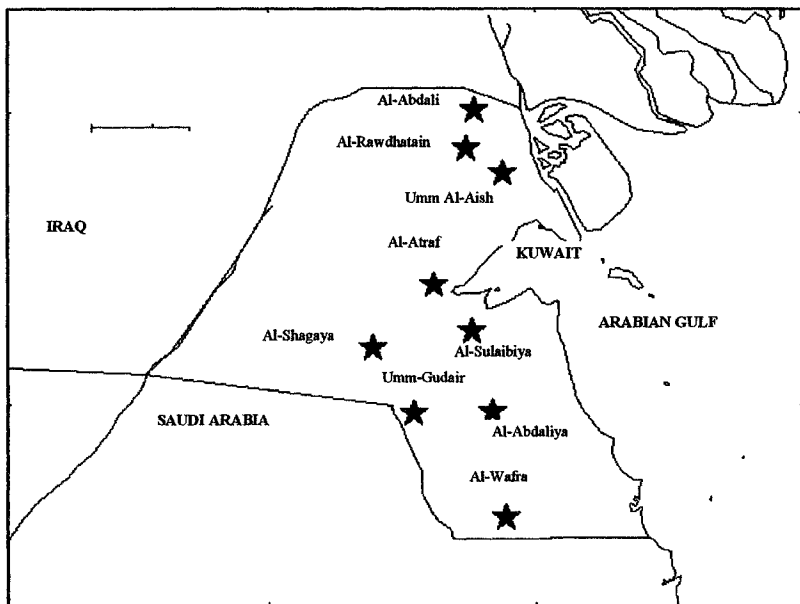 Al-Abdali
Al-Rawdhatain
Umm Al-Aish
IRAQ
Al-Atraf
KUWAIT
ARABIAN GULF
Al-Shagaya
Al-Sulaibiya
Umm-Gudair
SAUDI ARABIA
Al-Abdaliya
Al-Wafra